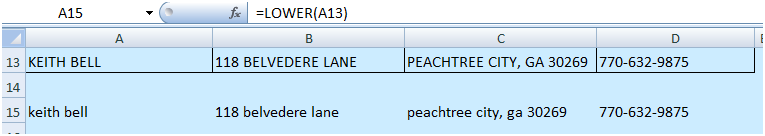 A15 fx =LOWER(A13)
A B C D
13 KEITH BELL 118 BELVEDERE LANE PEACHTREE CITY, GA 30269 770-632-9875
14
15 keith bell 118 belvedere lane peachtree city, ga 30269 770-632-9875